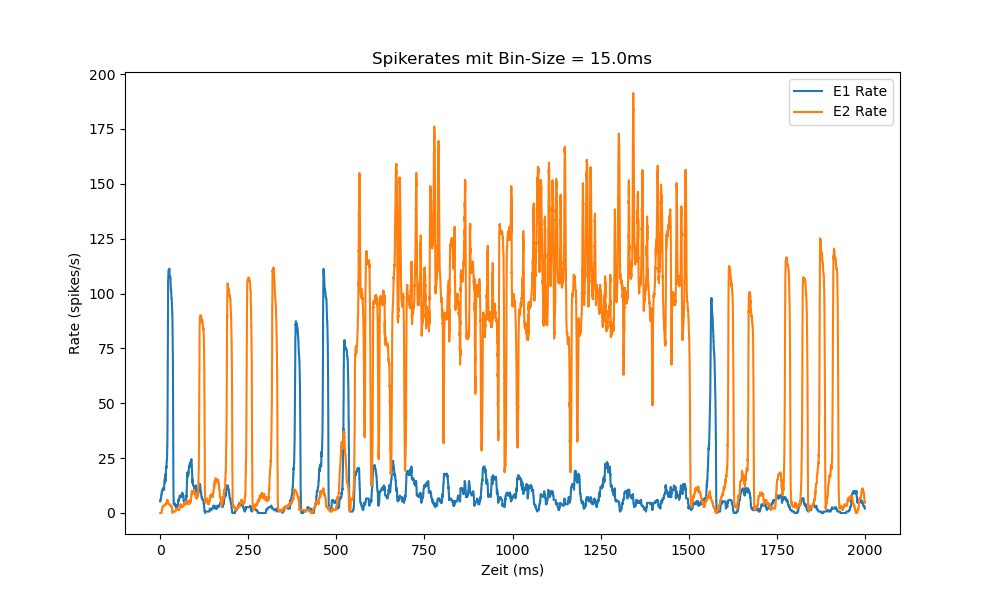 Spikerates mit Bin-Size = 15.0ms
E1 Rate
E2 Rate
Rate (spikes/s)
200
175
150
125
100
75
50
25
0
0 250 500 750 1000 1250 1500 1750 2000
Zeit (ms)